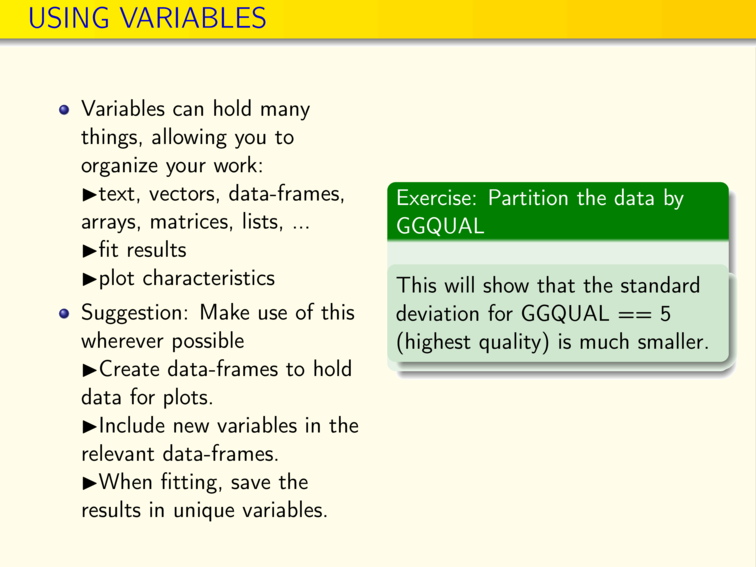 USING VARIABLES
Variables can hold many
things, allowing you to
organize your work:
▶text, vectors, data-frames,
arrays, matrices, lists, ...
▶fit results
▶plot characteristics
Suggestion: Make use of this
wherever possible
▶Create data-frames to hold
data for plots.
▶Include new variables in the
relevant data-frames.
▶When fitting, save the
results in unique variables.
Exercise: Partition the data by
GGQUAL
This will show that the standard
deviation for GGQUAL == 5
(highest quality) is much smaller.